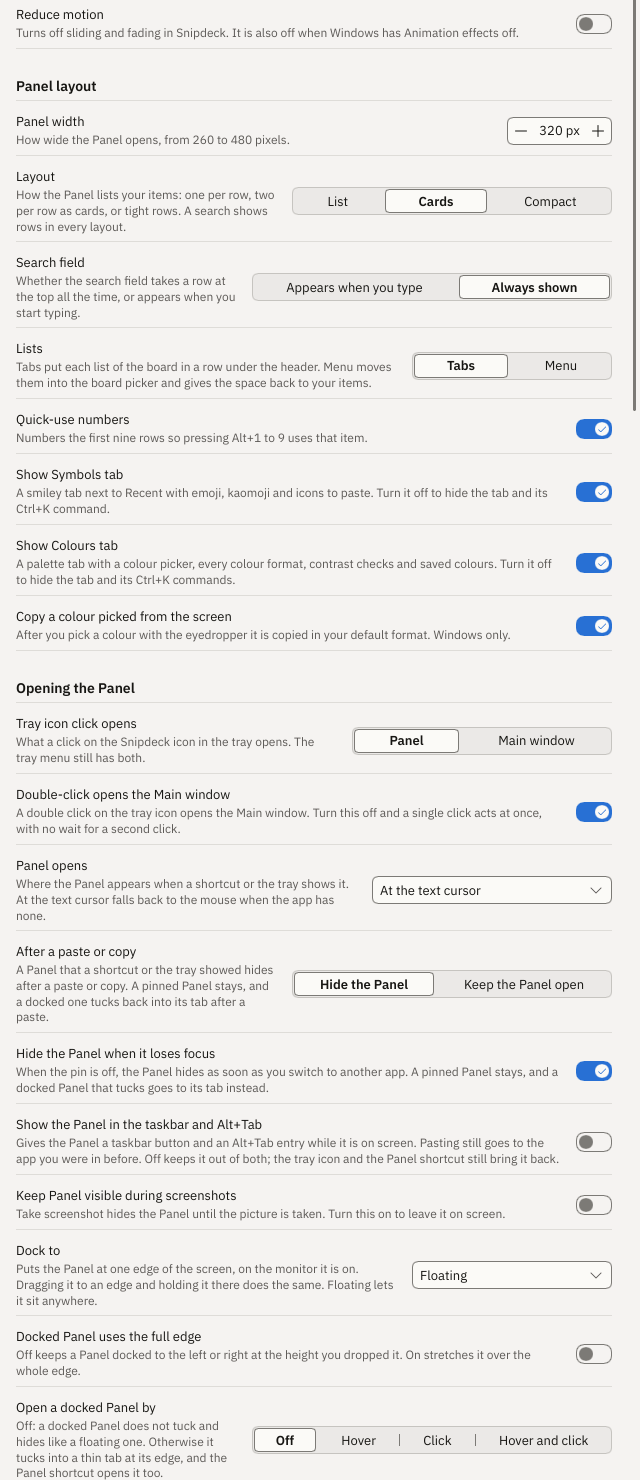 Reduce motion
Turns off sliding and fading in Snipdeck. It is also off when Windows has Animation effects off.
Panel layout
Panel width
How wide the Panel opens, from 260 to 480 pixels.
320 px
Layout
How the Panel lists your items: one per row, two
per row as cards, or tight rows. A search shows
rows in every layout.
List
Cards
Compact
Search field
Whether the search field takes a row at
the top all the time, or appears when you
start typing.
Appears when you type
Always shown
Lists
Tabs put each list of the board in a row under the header. Menu moves
them into the board picker and gives the space back to your items.
Tabs
Menu
Quick-use numbers
Numbers the first nine rows so pressing Alt+1 to 9 uses that item.
Show Symbols tab
A smiley tab next to Recent with emoji, kaomoji and icons to paste. Turn it off to hide the tab and its
Ctrl+K command.
Show Colours tab
A palette tab with a colour picker, every colour format, contrast checks and saved colours. Turn it off
to hide the tab and its Ctrl+K commands.
Copy a colour picked from the screen
After you pick a colour with the eyedropper it is copied in your default format. Windows only.
Opening the Panel
Tray icon click opens
What a click on the Snipdeck icon in the tray opens. The
tray menu still has both.
Panel
Main window
Double-click opens the Main window
A double click on the tray icon opens the Main window. Turn this off and a single click acts at once,
with no wait for a second click.
Panel opens
Where the Panel appears when a shortcut or the tray shows it.
At the text cursor falls back to the mouse when the app has
none.
At the text cursor
After a paste or copy
A Panel that a shortcut or the tray showed hides
after a paste or copy. A pinned Panel stays, and
a docked one tucks back into its tab after a
paste.
Hide the Panel
Keep the Panel open
Hide the Panel when it loses focus
When the pin is off, the Panel hides as soon as you switch to another app. A pinned Panel stays, and a
docked Panel that tucks goes to its tab instead.
Show the Panel in the taskbar and Alt+Tab
Gives the Panel a taskbar button and an Alt+Tab entry while it is on screen. Pasting still goes to the
app you were in before. Off keeps it out of both; the tray icon and the Panel shortcut still bring it back.
Keep Panel visible during screenshots
Take screenshot hides the Panel until the picture is taken. Turn this on to leave it on screen.
Dock to
Puts the Panel at one edge of the screen, on the monitor it is on.
Dragging it to an edge and holding it there does the same. Floating lets
it sit anywhere.
Floating
Docked Panel uses the full edge
Off keeps a Panel docked to the left or right at the height you dropped it. On stretches it over the
whole edge.
Open a docked Panel by
Off: a docked Panel does not tuck and
hides like a floating one. Otherwise it
tucks into a thin tab at its edge, and the
Panel shortcut opens it too.
Off
Hover
Click
Hover and click